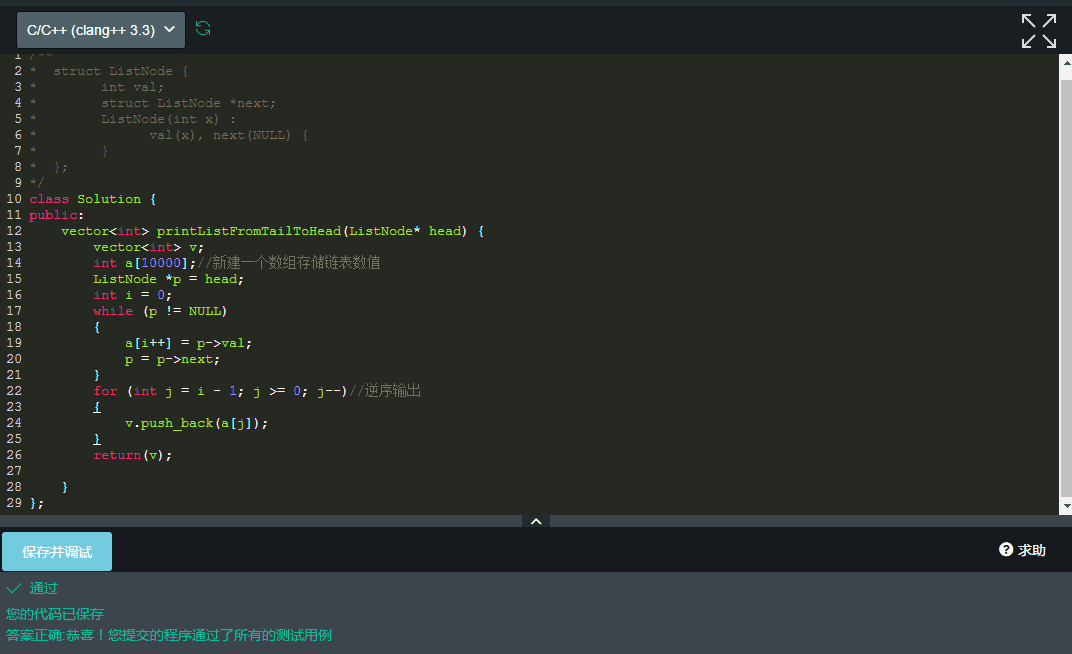 C/C++ (clang++ 3.3)
1 /**
2 *  struct ListNode {
3 *        int val;
4 *        struct ListNode *next;
5 *        ListNode(int x) :
6 *              val(x), next(NULL) {
7 *        }
8 *  };
9 */
10 class Solution {
11 public:
12     vector<int> printListFromTailToHead(ListNode* head) {
13         vector<int> v;
14         int a[10000];//新建一个数组存储链表数值
15         ListNode *p = head;
16         int i = 0;
17         while (p != NULL)
18         {
19             a[i++] = p->val;
20             p = p->next;
21         }
22         for (int j = i - 1; j >= 0; j--)//逆序输出
23         {
24             v.push_back(a[j]);
25         }
26         return(v);
27
28     }
29 };
保存并调试
? 求助
通过
您的代码已保存
答案正确:恭喜！您提交的程序通过了所有的测试用例